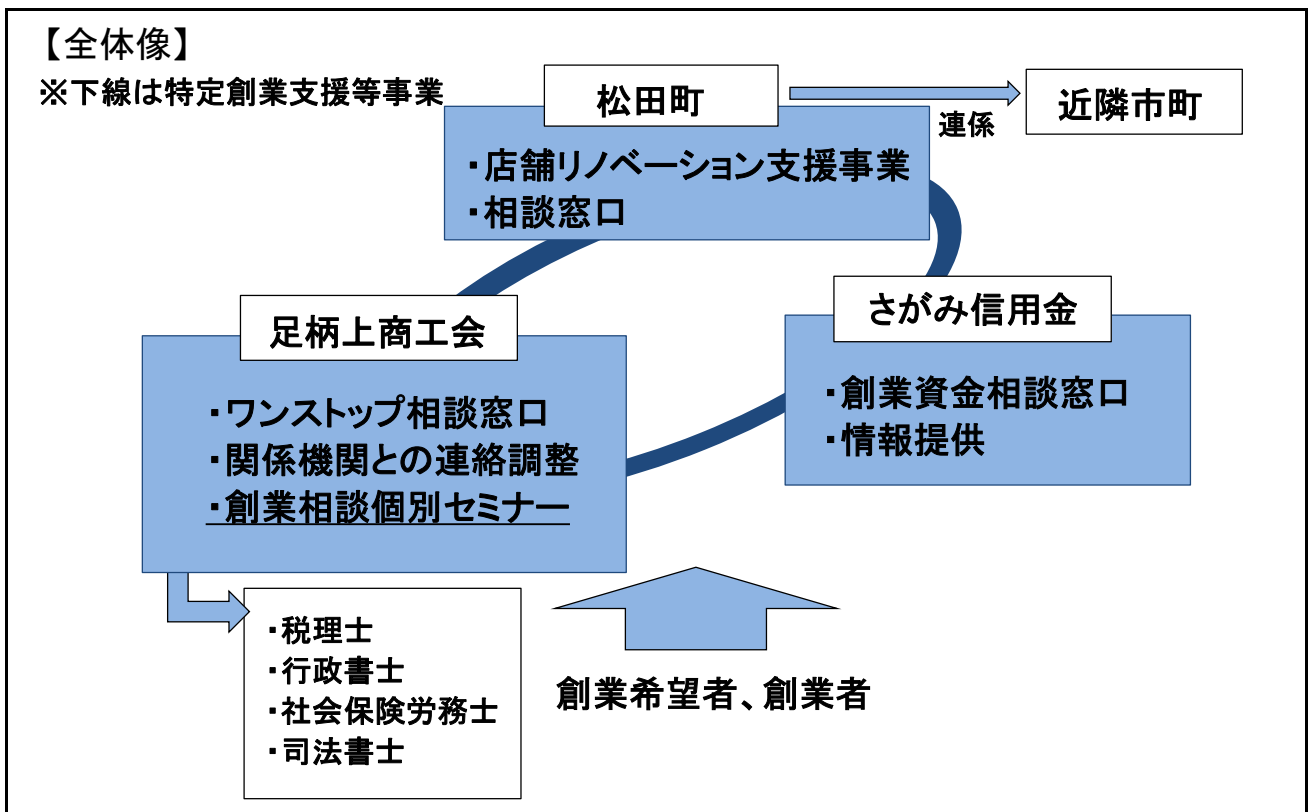 【全体像】
※下線は特定創業支援等事業
松田町
連係
近隣市町
・店舗リノベーション支援事業
・相談窓口
足柄上商工会
・ワンストップ相談窓口
・関係機関との連絡調整
・創業相談個別セミナー
さがみ信用金庫
・創業資金相談窓口
・情報提供
・税理士
・行政書士
・社会保険労務士
・司法書士
創業希望者、創業者